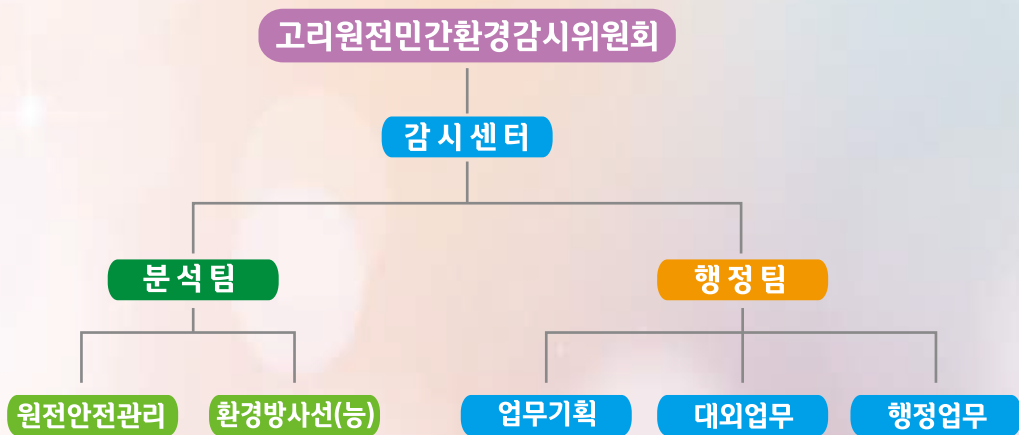 고리원전민간환경감시위원회
감시센터
분석팀
행정팀
원전안전관리
환경방사선(능)
업무기획
대외업무
행정업무